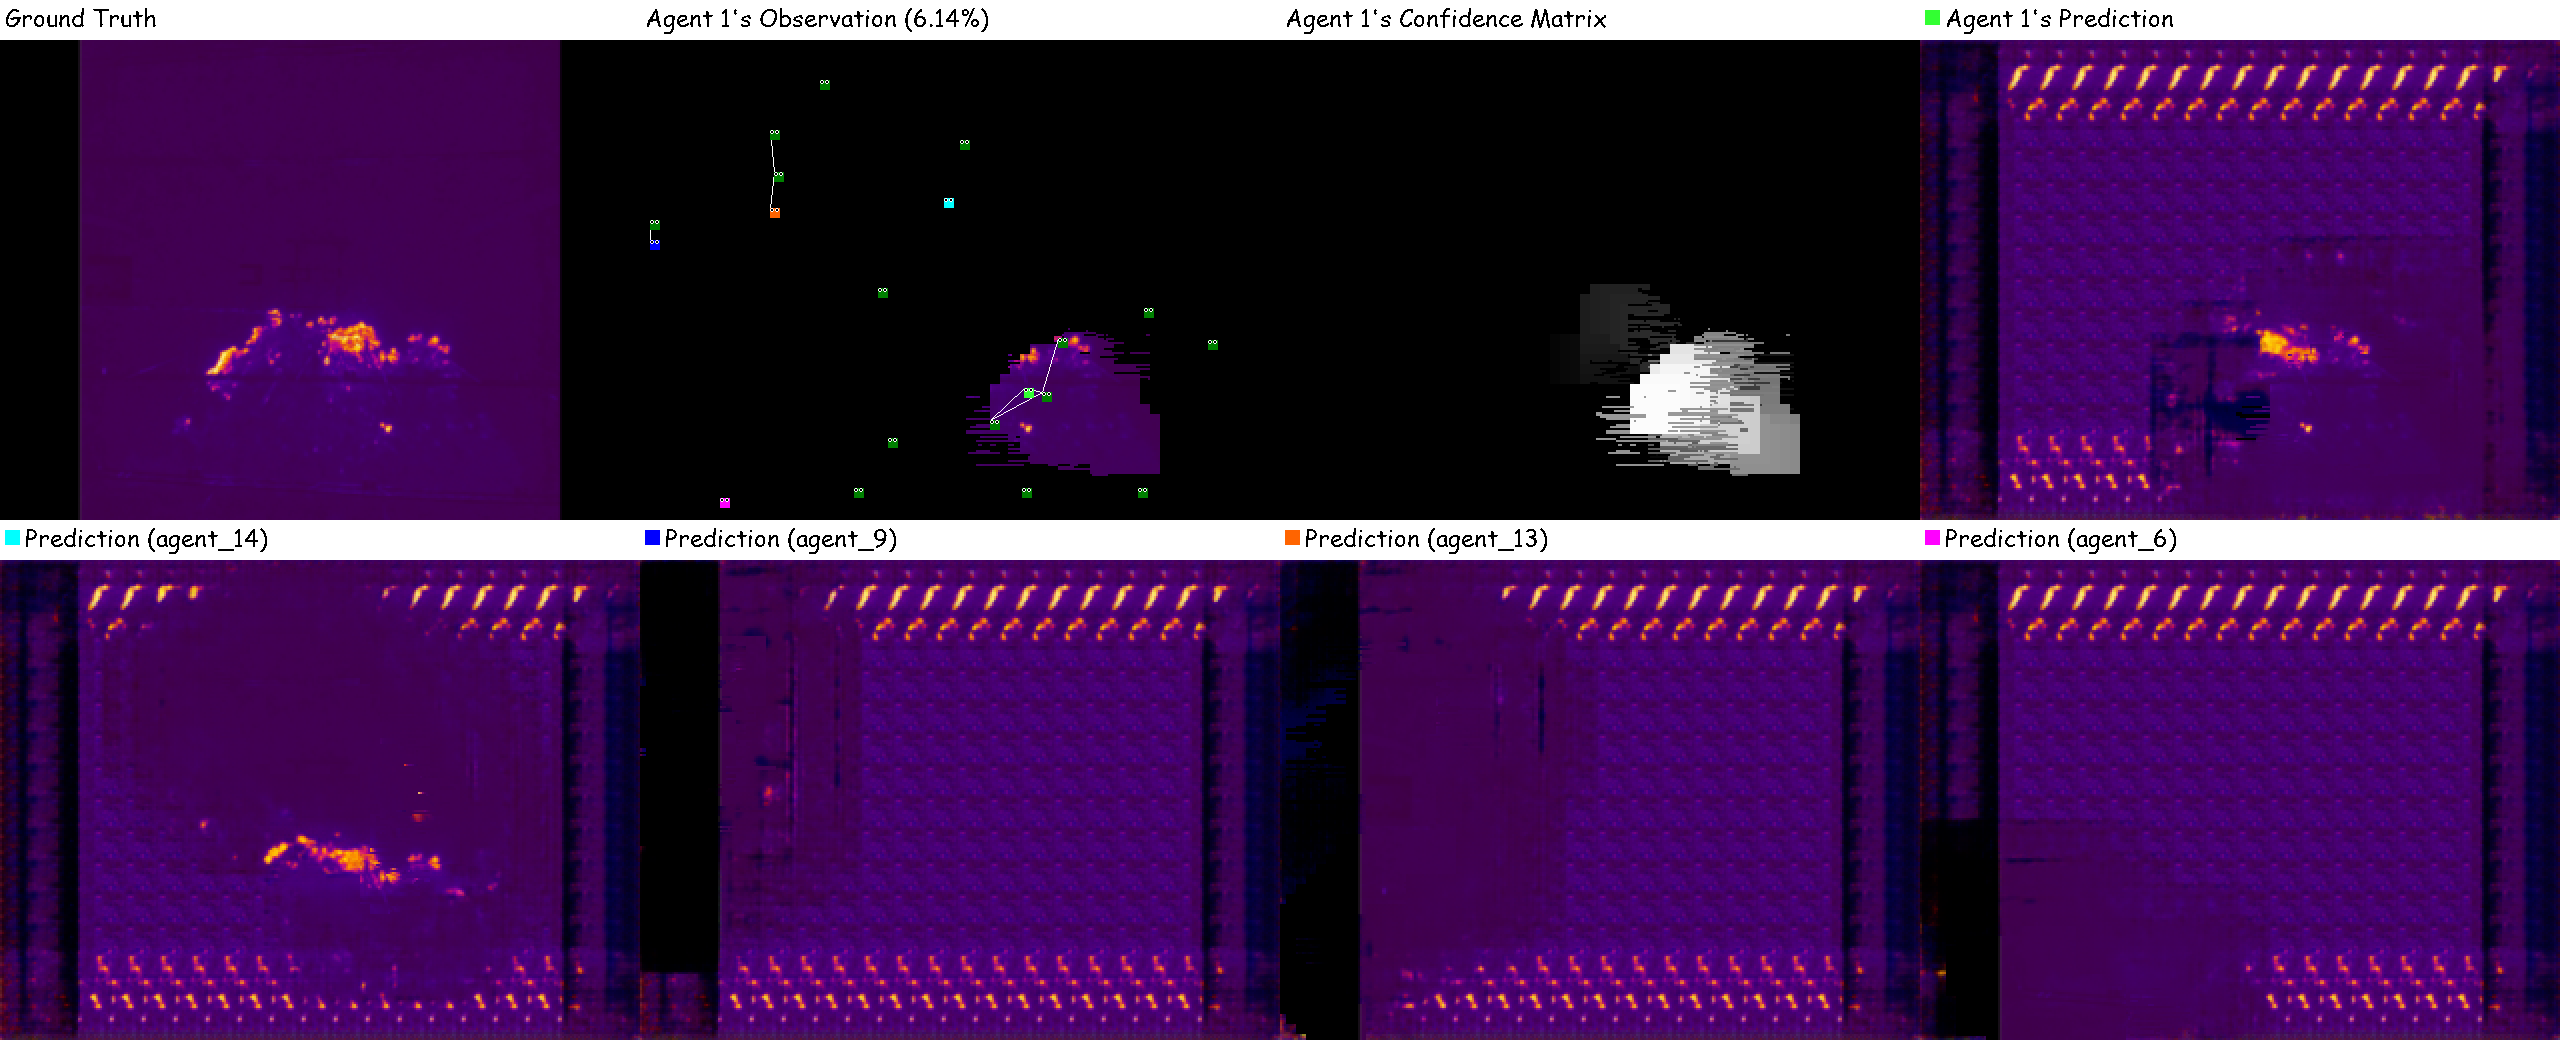 Ground Truth
Agent 1's Observation (6.14%)
Agent 1's Confidence Matrix
Agent 1's Prediction
Prediction (agent_14)
Prediction (agent_9)
Prediction (agent_13)
Prediction (agent_6)